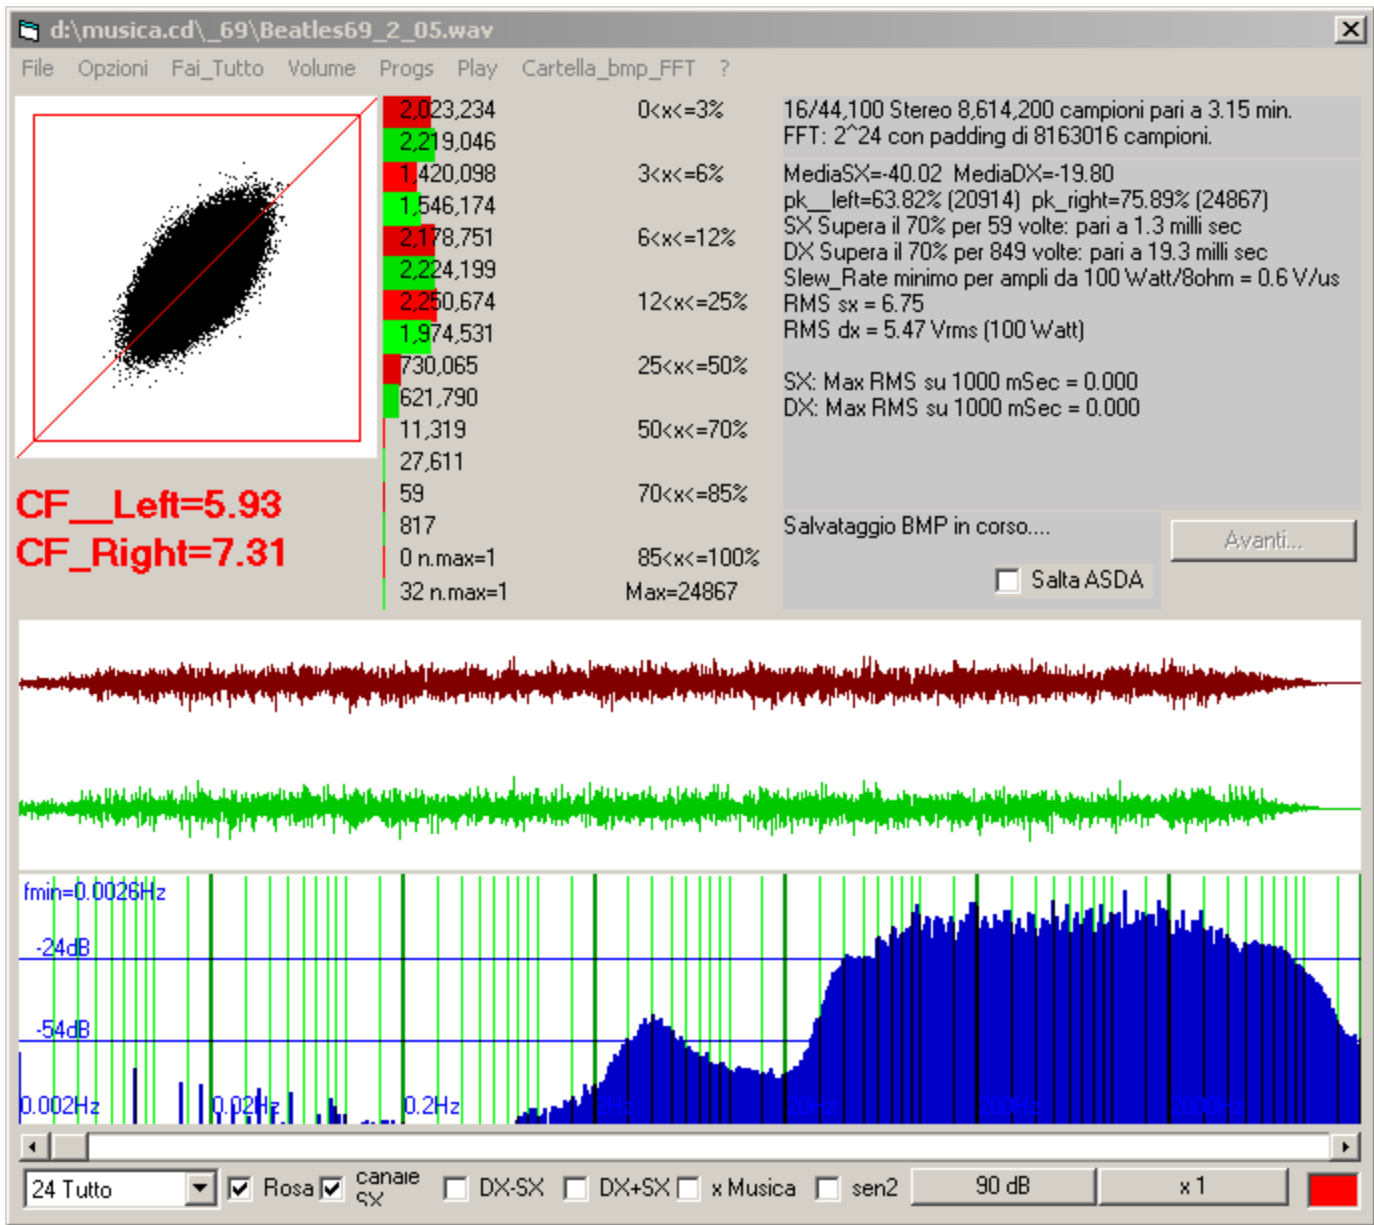 d:\musica.cd\_69\Beatles69_2_05.wav
File Opzioni Fai_Tutto Volume Progs Play Cartella_bmp_FFT ?
2,023,234 0<x<=3%
2,219,046
1,420,098 3<x<=6%
1,546,174
2,178,751 6<x<=12%
2,224,199
2,250,674 12<x<=25%
1,974,531
730,065 25<x<=50%
621,790
11,319 50<x<=70%
27,611
59 70<x<=85%
817
0 n.max=1 85<x<=100%
32 n.max=1 Max=24867
16/44,100 Stereo 8,614,200 campioni pari a 3.15 min.
FFT: 2^24 con padding di 8163016 campioni.
MediaSX=-40.02 MediaDX=-19.80
pk__left=63.82% (20914) pk_right=75.89% (24867)
SX Supera il 70% per 59 volte: pari a 1.3 milli sec
DX Supera il 70% per 849 volte: pari a 19.3 milli sec
Slew_Rate minimo per ampli da 100 Watt/8ohm = 0.6 V/us
RMS sx = 6.75
RMS dx = 5.47 Vrms (100 Watt)
SX: Max RMS su 1000 mSec = 0.000
DX: Max RMS su 1000 mSec = 0.000
CF__Left=5.93
CF_Right=7.31
Salvataggio BMP in corso....
Avanti...
Salta ASDA
fmin=0.0026Hz
-24dB
-54dB
0.002Hz 0.02Hz 0.2Hz 2Hz 20Hz 200Hz 2000Hz
24 Tutto Rosa canale SX DX-SX DX+SX x Musica sen2 90 dB x 1